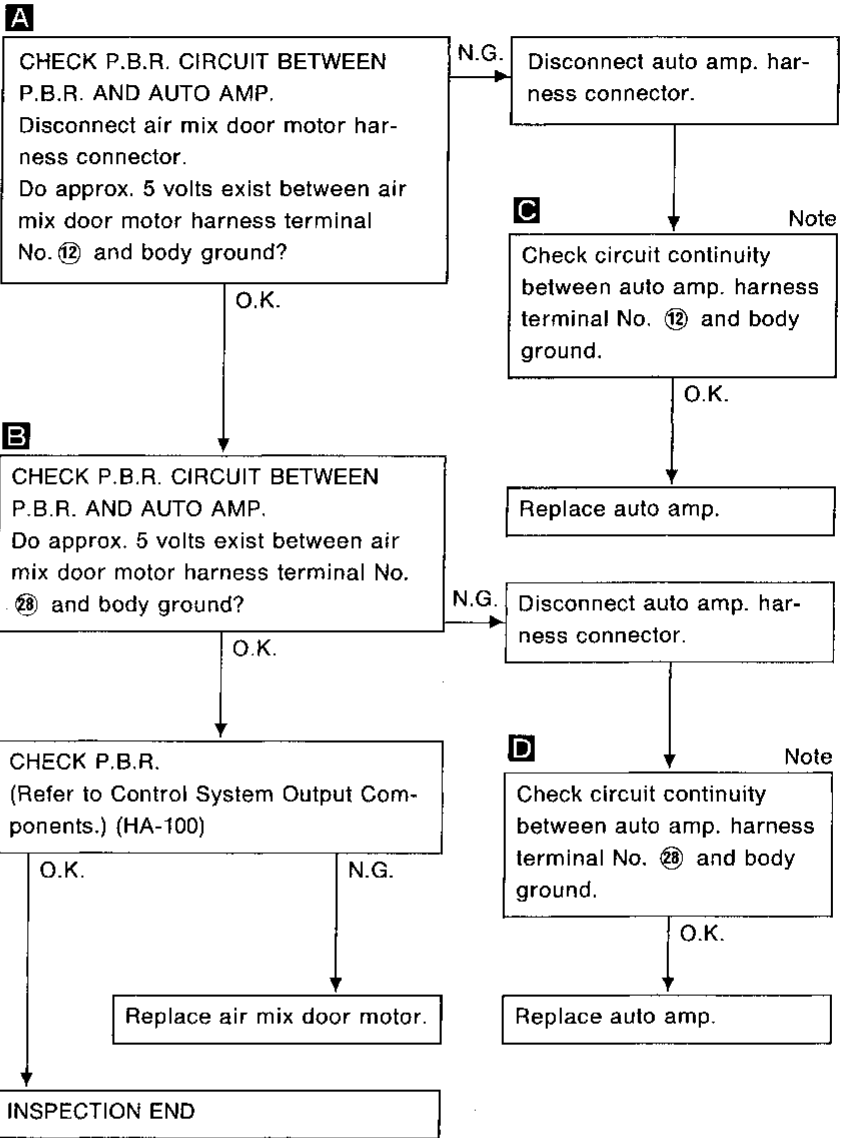 A
CHECK P.B.R. CIRCUIT BETWEEN
P.B.R. AND AUTO AMP.
Disconnect air mix door motor har-
ness connector.
Do approx. 5 volts exist between air
mix door motor harness terminal
No. ⑫ and body ground?
N.G.
Disconnect auto amp. har-
ness connector.
O.K.
C
Note
Check circuit continuity
between auto amp. harness
terminal No. ⑫ and body
ground.
O.K.
Replace auto amp.
B
CHECK P.B.R. CIRCUIT BETWEEN
P.B.R. AND AUTO AMP.
Do approx. 5 volts exist between air
mix door motor harness terminal No.
㉘ and body ground?
N.G.
Disconnect auto amp. har-
ness connector.
O.K.
D
Note
Check circuit continuity
between auto amp. harness
terminal No. ㉘ and body
ground.
O.K.
Replace auto amp.
CHECK P.B.R.
(Refer to Control System Output Com-
ponents.) (HA-100)
O.K.
N.G.
Replace air mix door motor.
INSPECTION END